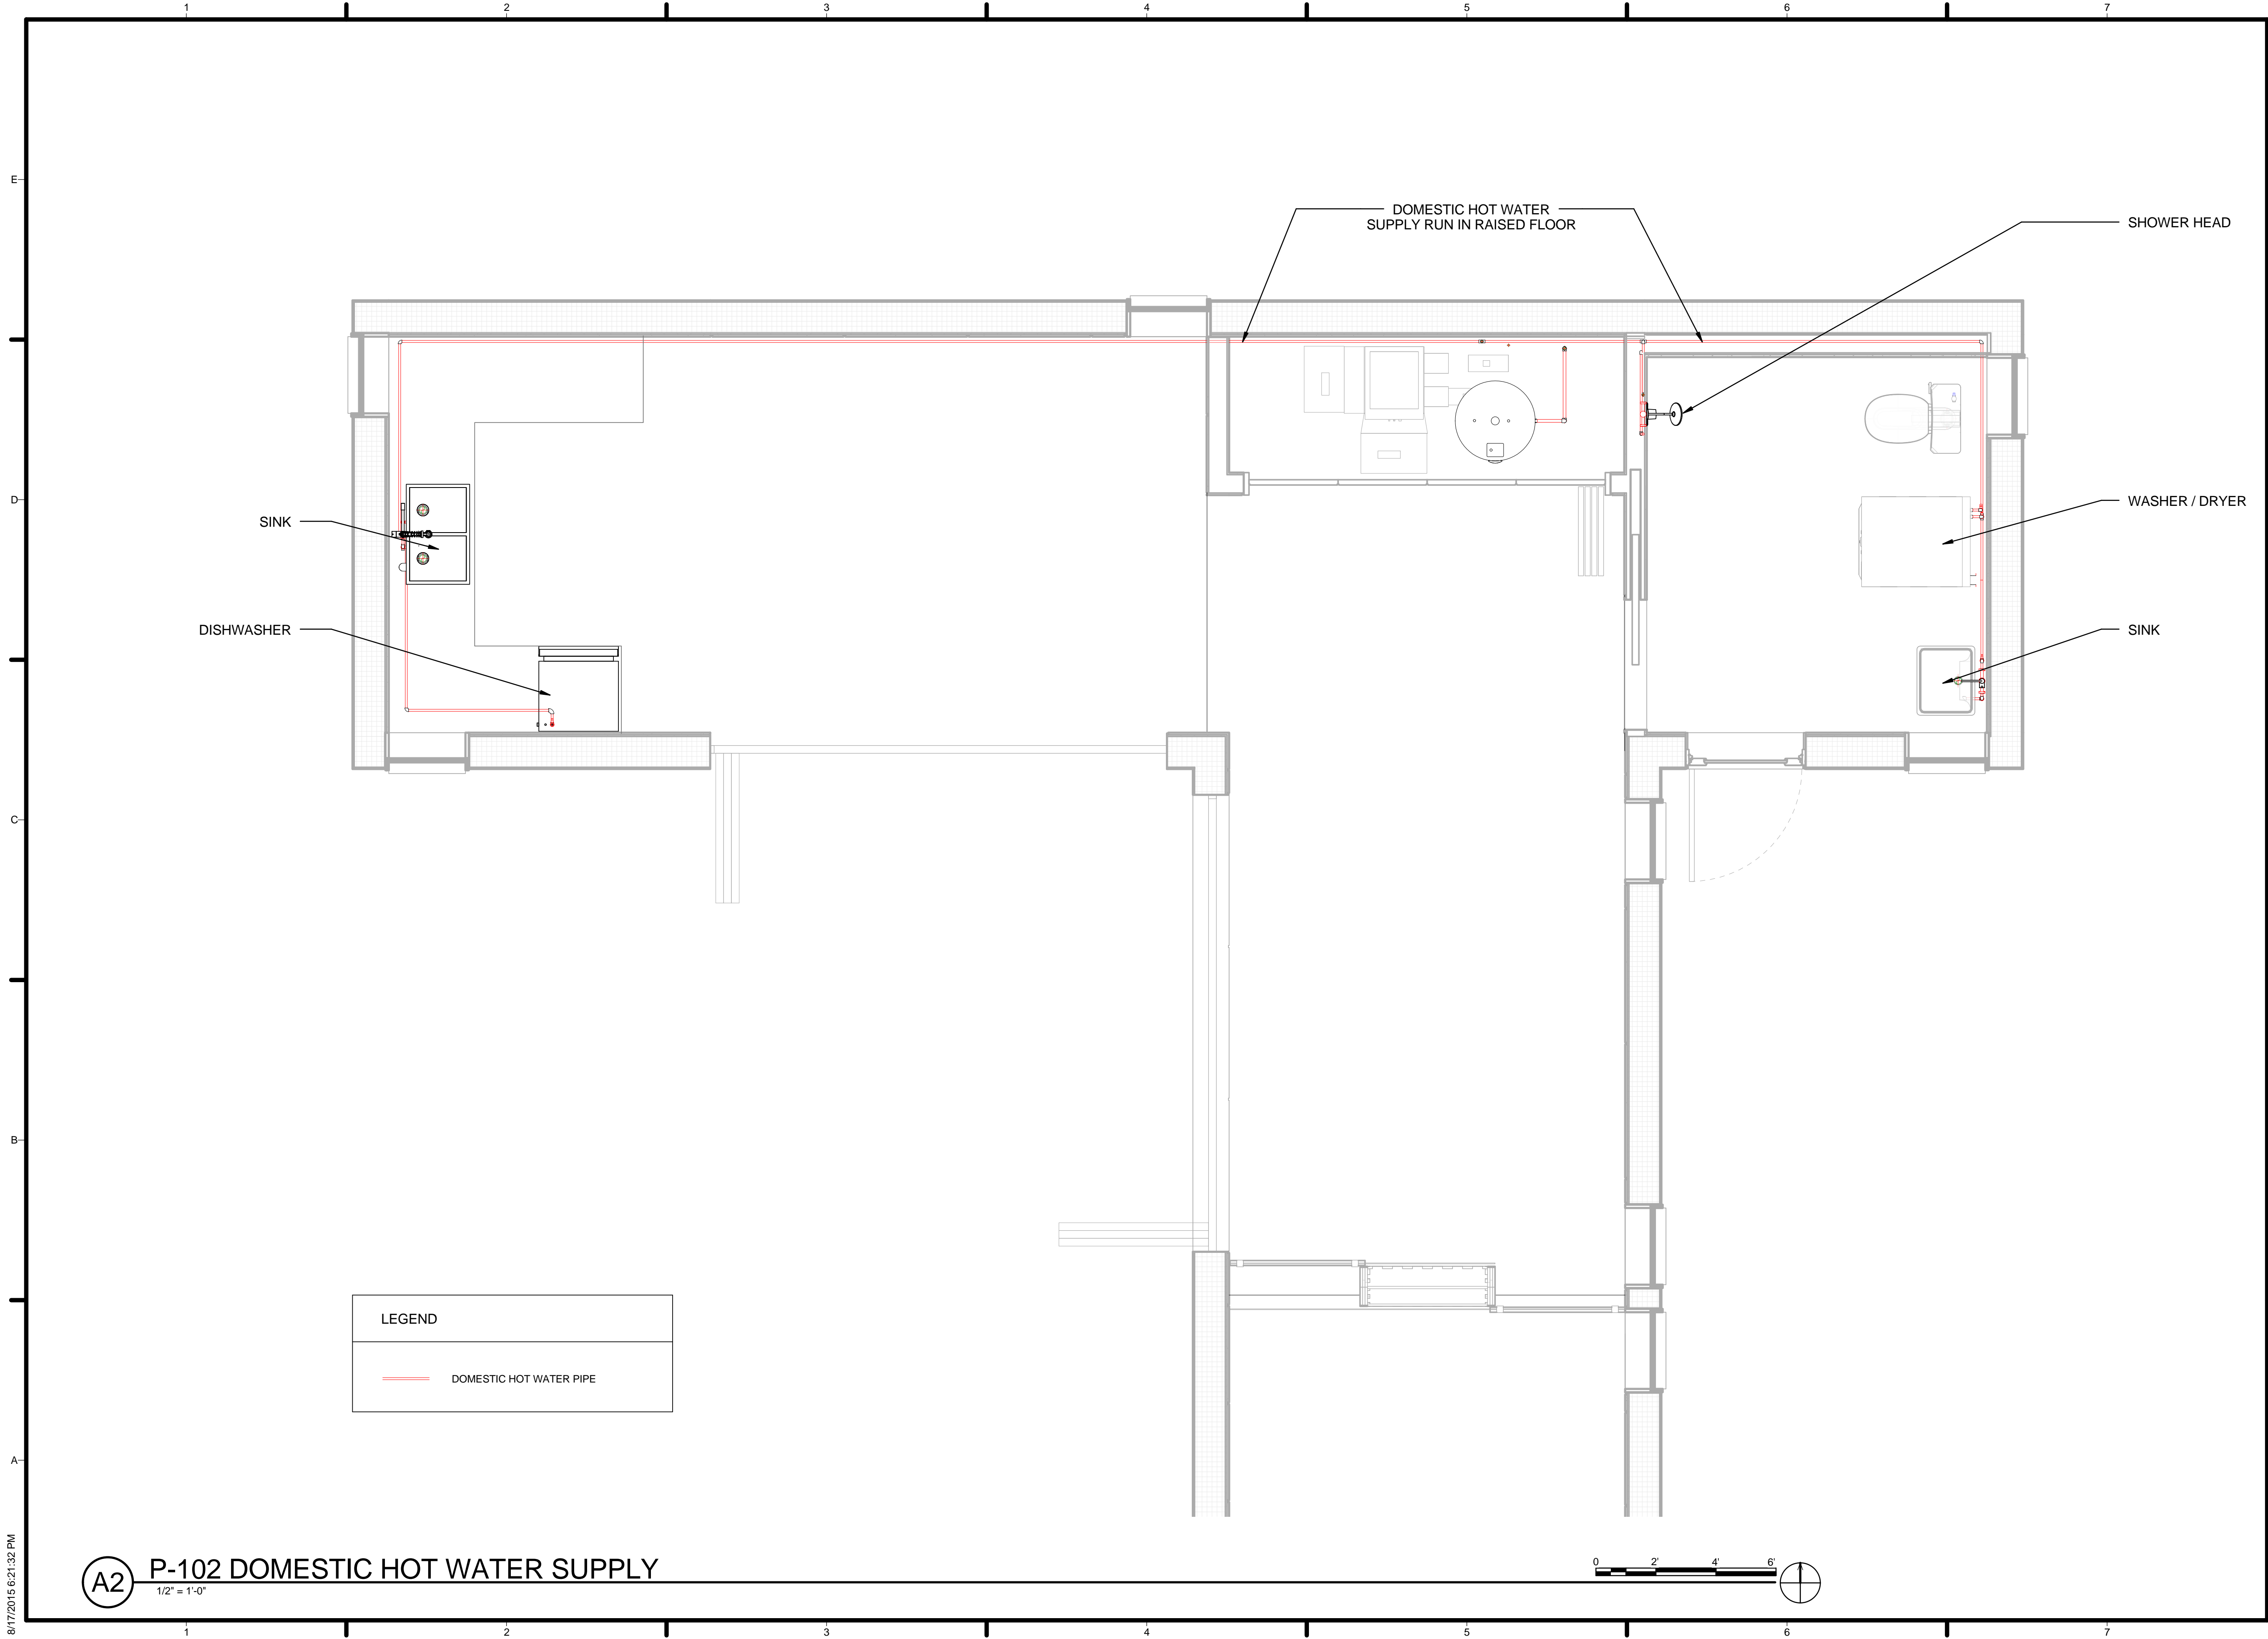 1 2 3 4 5 6 7
E
DOMESTIC HOT WATER
SUPPLY RUN IN RAISED FLOOR
SHOWER HEAD
D
SINK
WASHER / DRYER
DISHWASHER
SINK
C
B
LEGEND
DOMESTIC HOT WATER PIPE
A
A2
P-102 DOMESTIC HOT WATER SUPPLY
1/2" = 1'-0"
0 2' 4' 6'
8/17/2015 6:21:32 PM
1 2 3 4 5 6 7